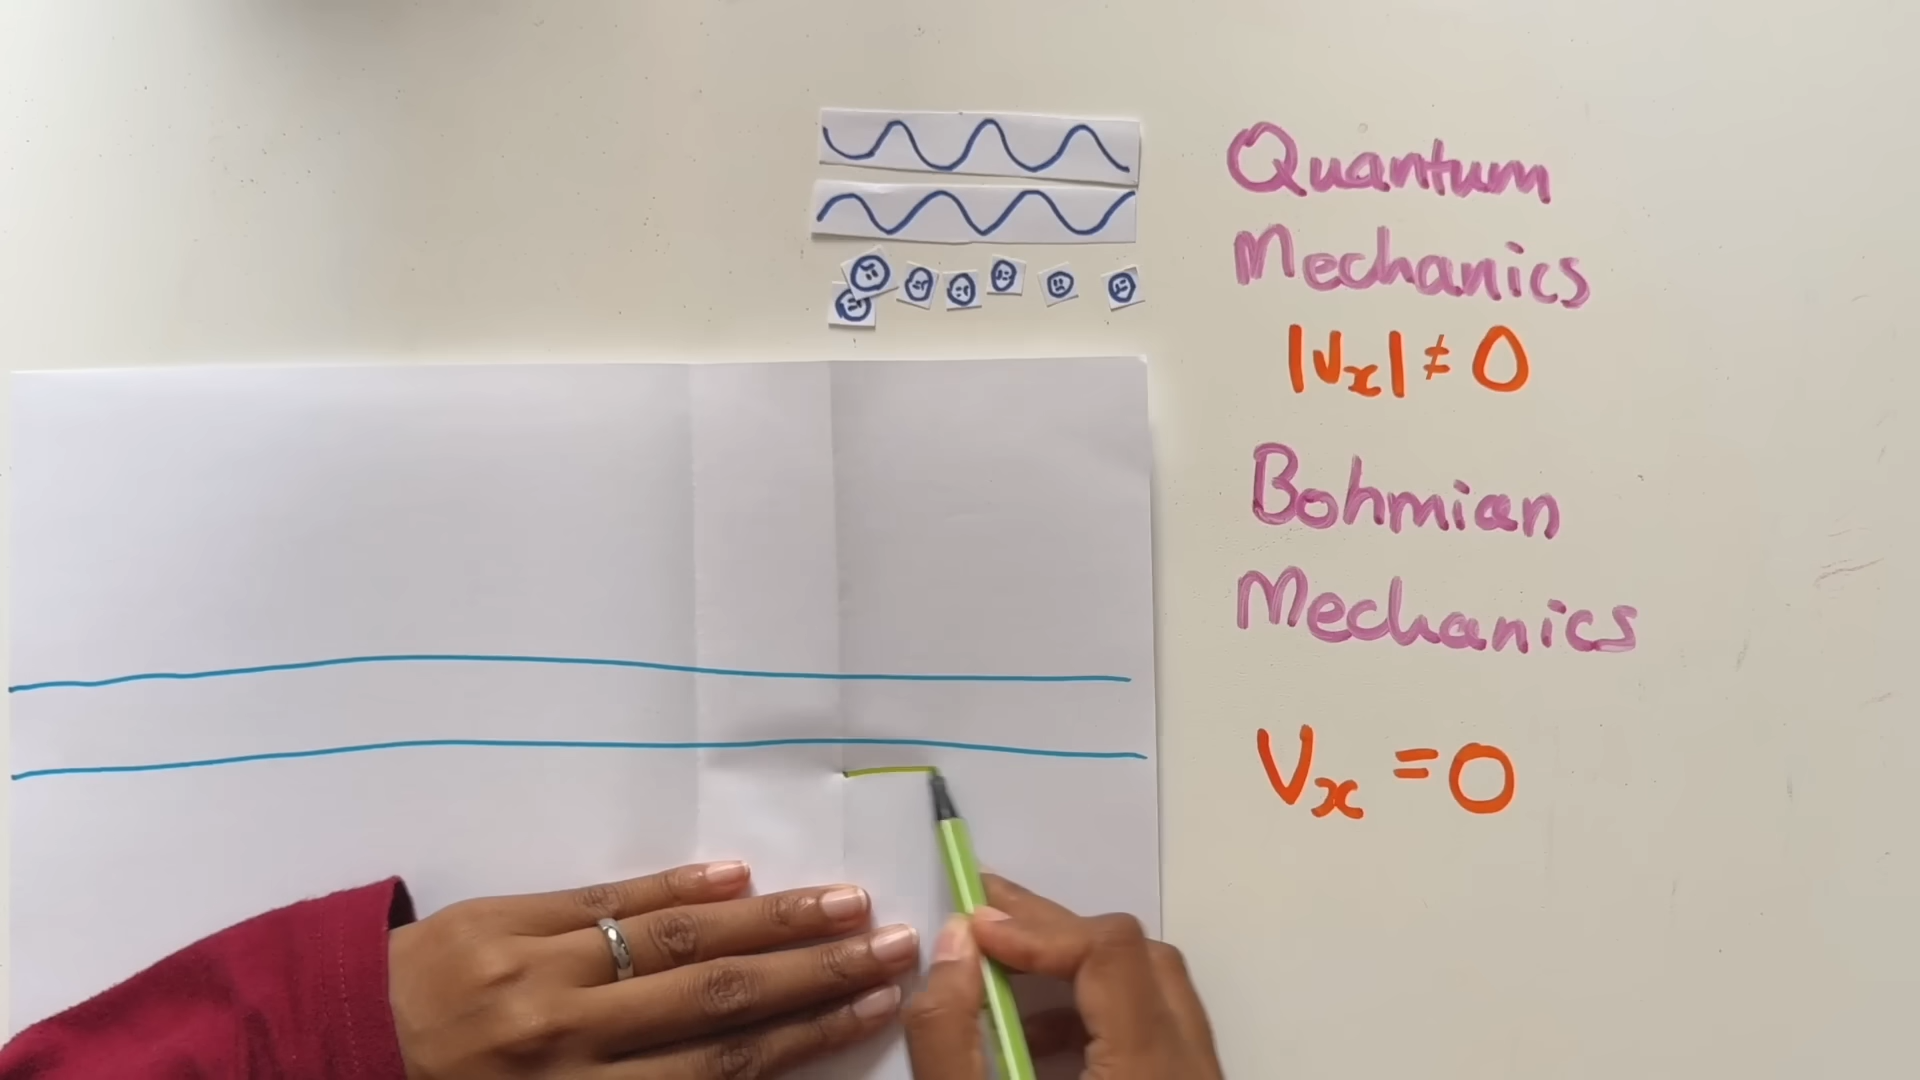 Quantum
Mechanics
|Vₓ| ≠ 0
Bohmian
Mechanics
Vₓ = 0